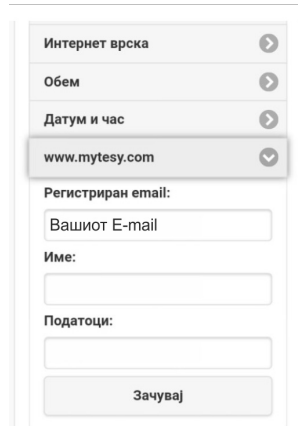 Интернет врска
Обем
Датум и час
www.mytesy.com
Регистриран email:
Вашиот E-mail
Име:
Податоци:
Зачувај